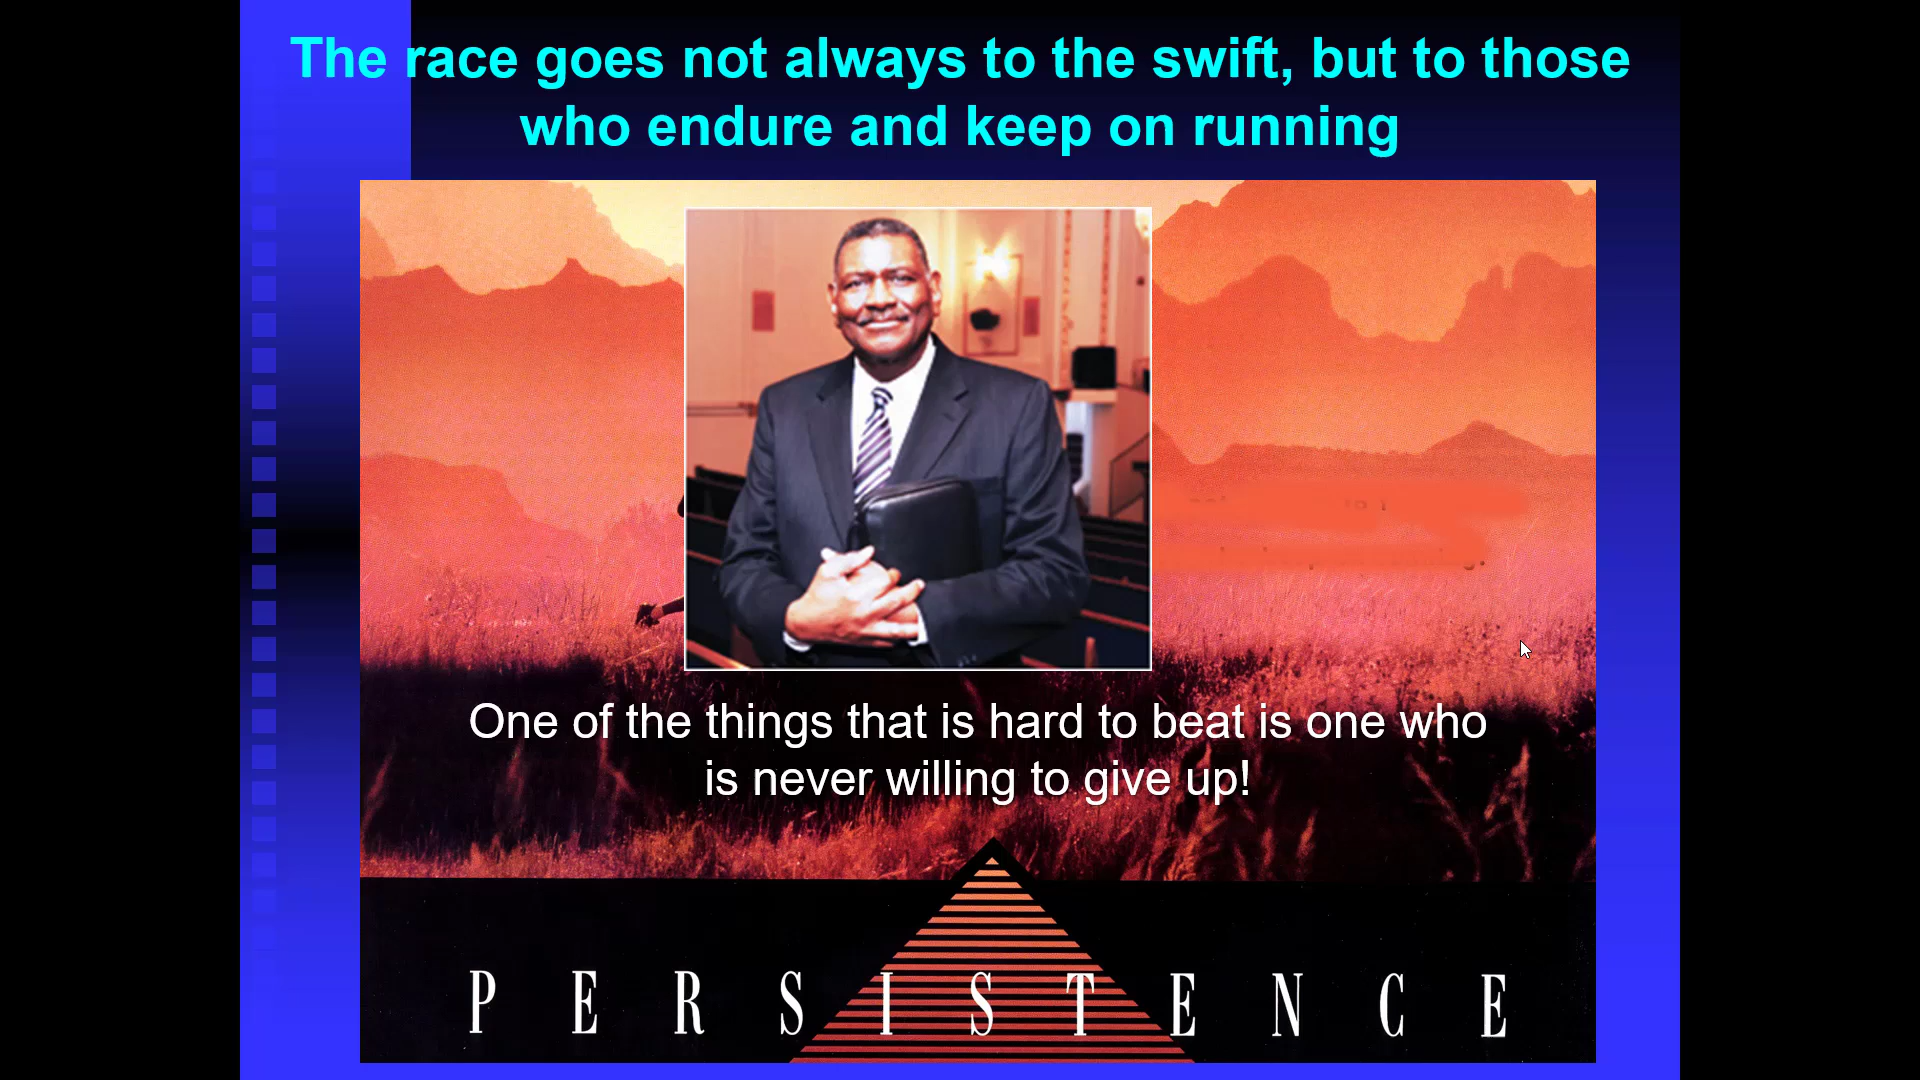 The race goes not always to the swift, but to those
who endure and keep on running
One of the things that is hard to beat is one who
is never willing to give up!
PERSISTENCE